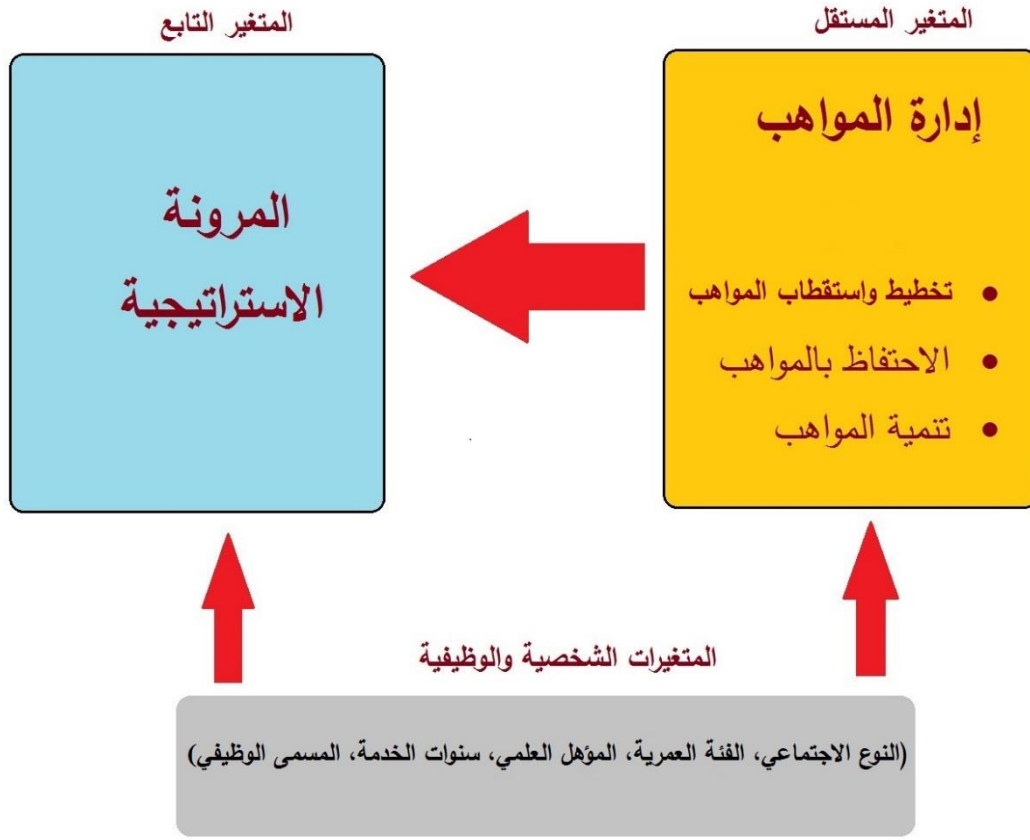 المتغير المستقل
المتغير التابع
إدارة المواهب
• تخطيط واستقطاب المواهب
• الاحتفاظ بالمواهب
• تنمية المواهب
المرونة
الاستراتيجية
المتغيرات الشخصية والوظيفية
(النوع الاجتماعي، الفئة العمرية، المؤهل العلمي، سنوات الخدمة، المسمى الوظيفي)